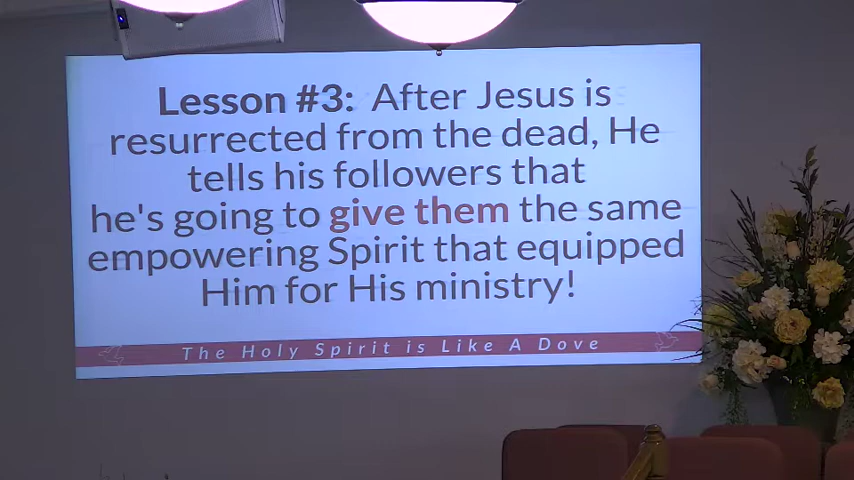 Lesson #3: After Jesus is
resurrected from the dead, He
tells his followers that
he's going to give them the same
empowering Spirit that equipped
Him for His ministry!
The Holy Spirit is Like A Dove